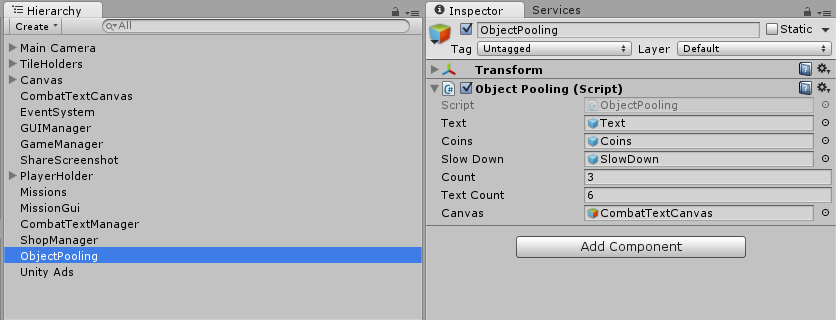 Hierarchy
Create
All
Main Camera
TileHolders
Canvas
CombatTextCanvas
EventSystem
GUIManager
GameManager
ShareScreenshot
PlayerHolder
Missions
MissionGui
CombatTextManager
ShopManager
ObjectPooling
Unity Ads
Inspector Services
ObjectPooling Static
Tag Untagged Layer Default
Transform
Object Pooling (Script)
Script ObjectPooling
Text Text
Coins Coins
Slow Down SlowDown
Count 3
Text Count 6
Canvas CombatTextCanvas
Add Component